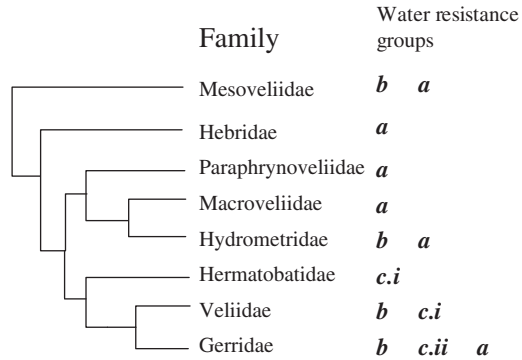 Water resistance
Family groups
Mesoveliidae b a
Hebridae a
Paraphrynoveliidae a
Macroveliidae a
Hydrometridae b a
Hermatobatidae c.i
Veliidae b c.i
Gerridae b c.ii a